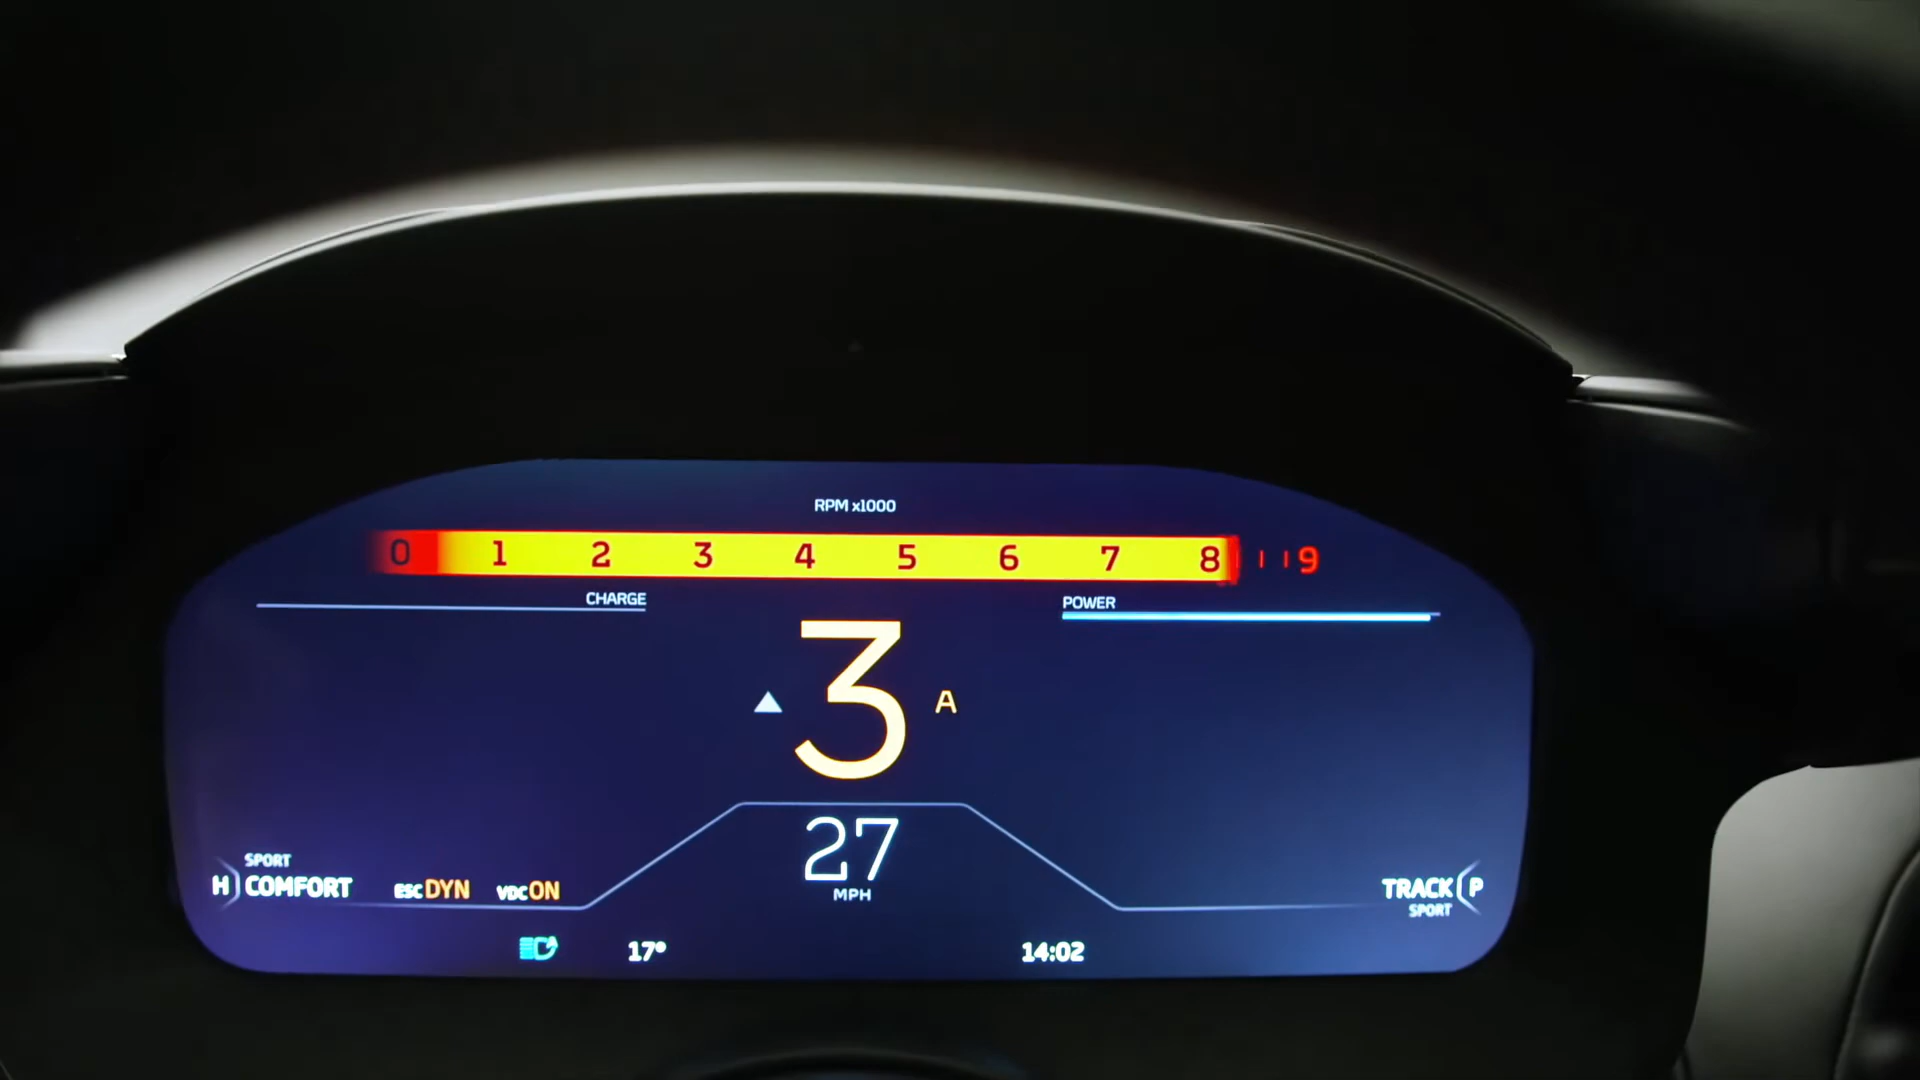 RPM x1000
0 1 2 3 4 5 6 7 8 9
CHARGE
POWER
3 A
27
MPH
SPORT
H COMFORT
ESC DYN
VDC ON
TRACK P
SPORT
17°
14:02